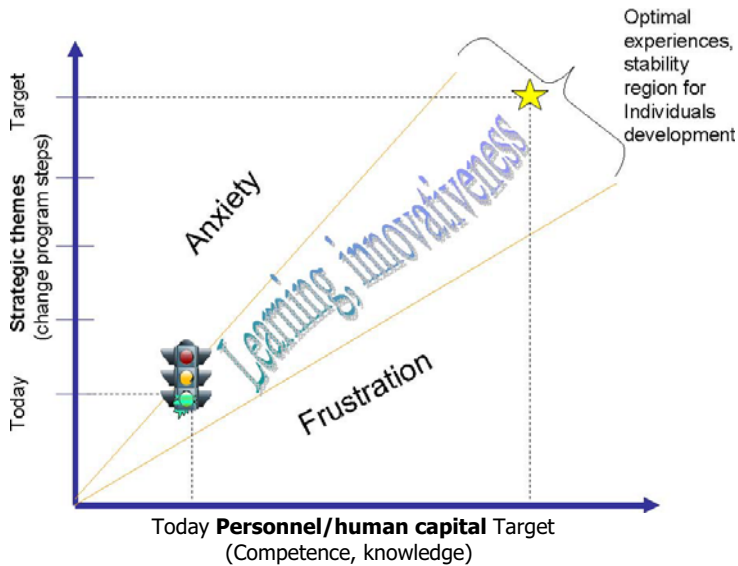 Optimal
experiences,
stability
region for
Individuals
development
Target
Strategic themes
(change program steps)
Today
Anxiety
Learning, innovativeness
Frustration
Today Personnel/human capital Target
(Competence, knowledge)